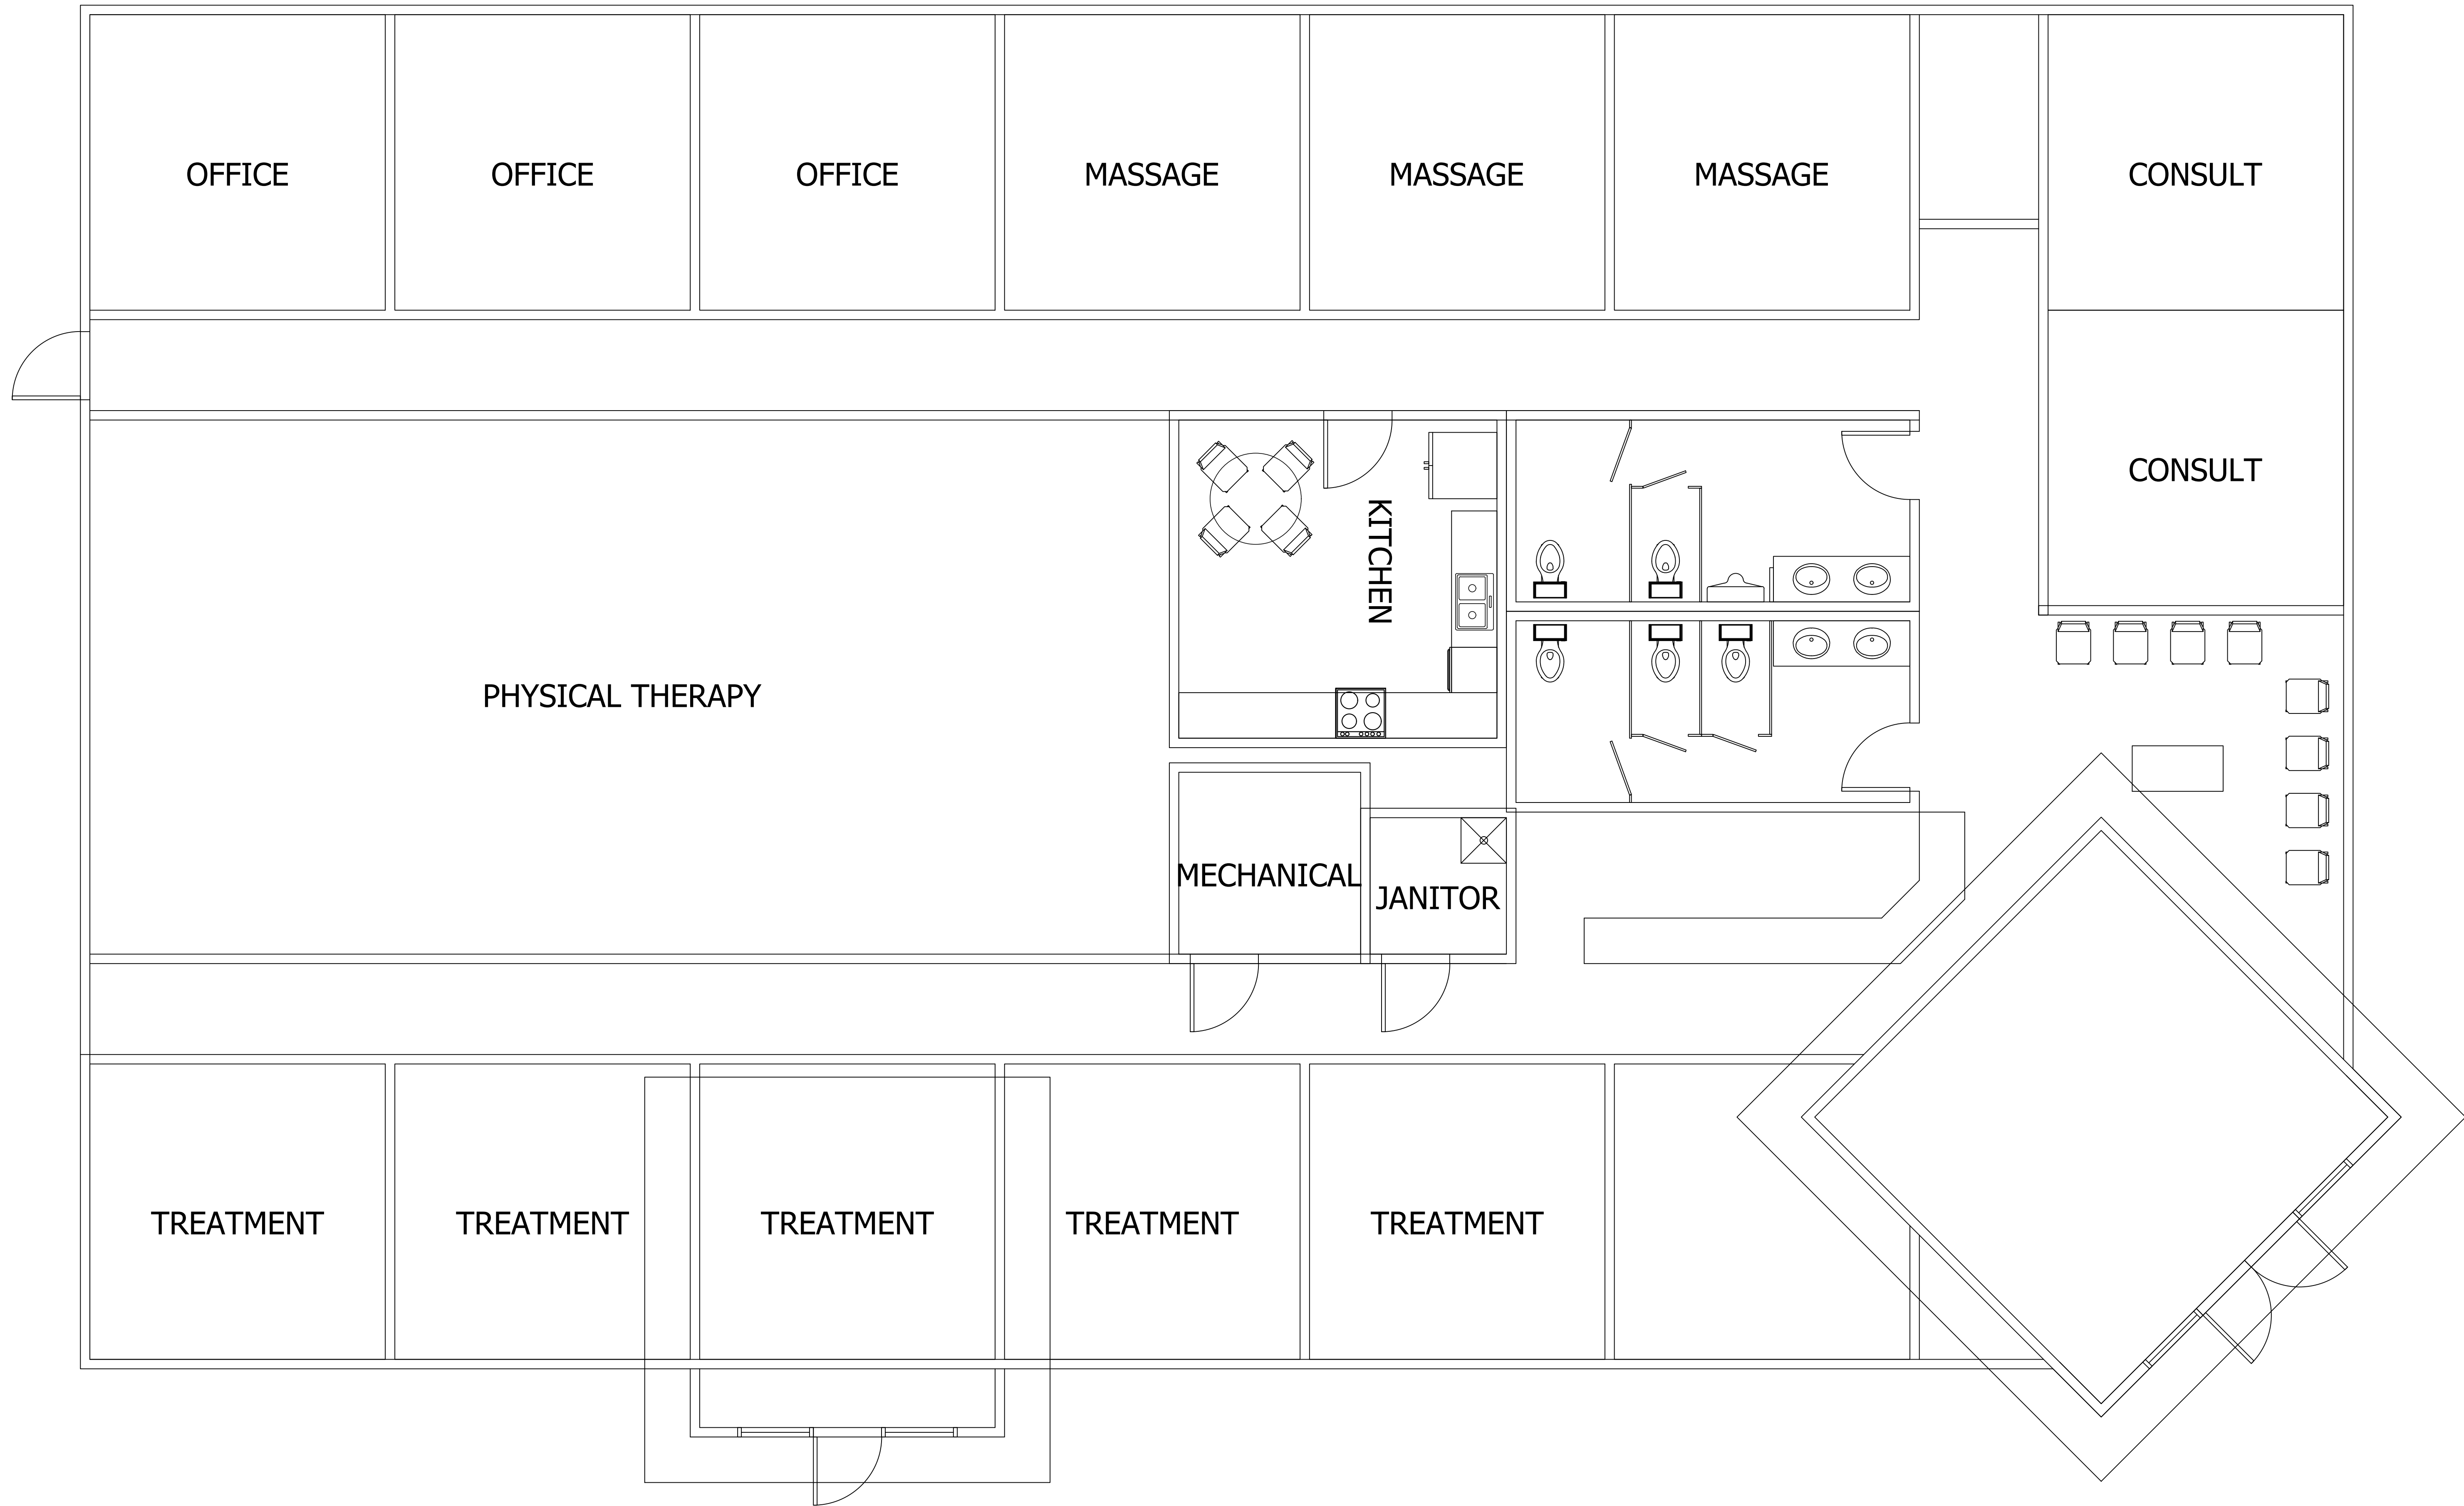 OFFICE
OFFICE
OFFICE
MASSAGE
MASSAGE
MASSAGE
CONSULT
CONSULT
KITCHEN
PHYSICAL THERAPY
MECHANICAL
JANITOR
TREATMENT
TREATMENT
TREATMENT
TREATMENT
TREATMENT